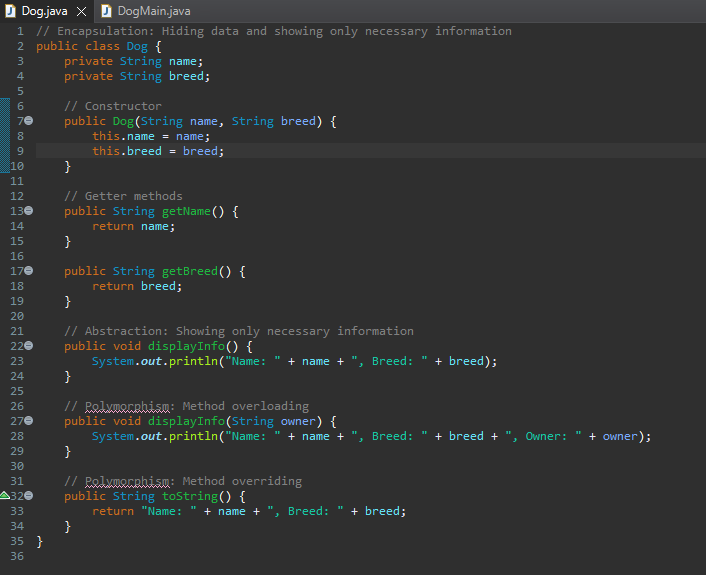 Dog.java DogMain.java
1 // Encapsulation: Hiding data and showing only necessary information
2 public class Dog {
3 private String name;
4 private String breed;
5
6 // Constructor
7 public Dog(String name, String breed) {
8 this.name = name;
9 this.breed = breed;
10 }
11
12 // Getter methods
13 public String getName() {
14 return name;
15 }
16
17 public String getBreed() {
18 return breed;
19 }
20
21 // Abstraction: Showing only necessary information
22 public void displayInfo() {
23 System.out.println("Name: " + name + ", Breed: " + breed);
24 }
25
26 // Polymorphism: Method overloading
27 public void displayInfo(String owner) {
28 System.out.println("Name: " + name + ", Breed: " + breed + ", Owner: " + owner);
29 }
30
31 // Polymorphism: Method overriding
32 public String toString() {
33 return "Name: " + name + ", Breed: " + breed;
34 }
35 }
36